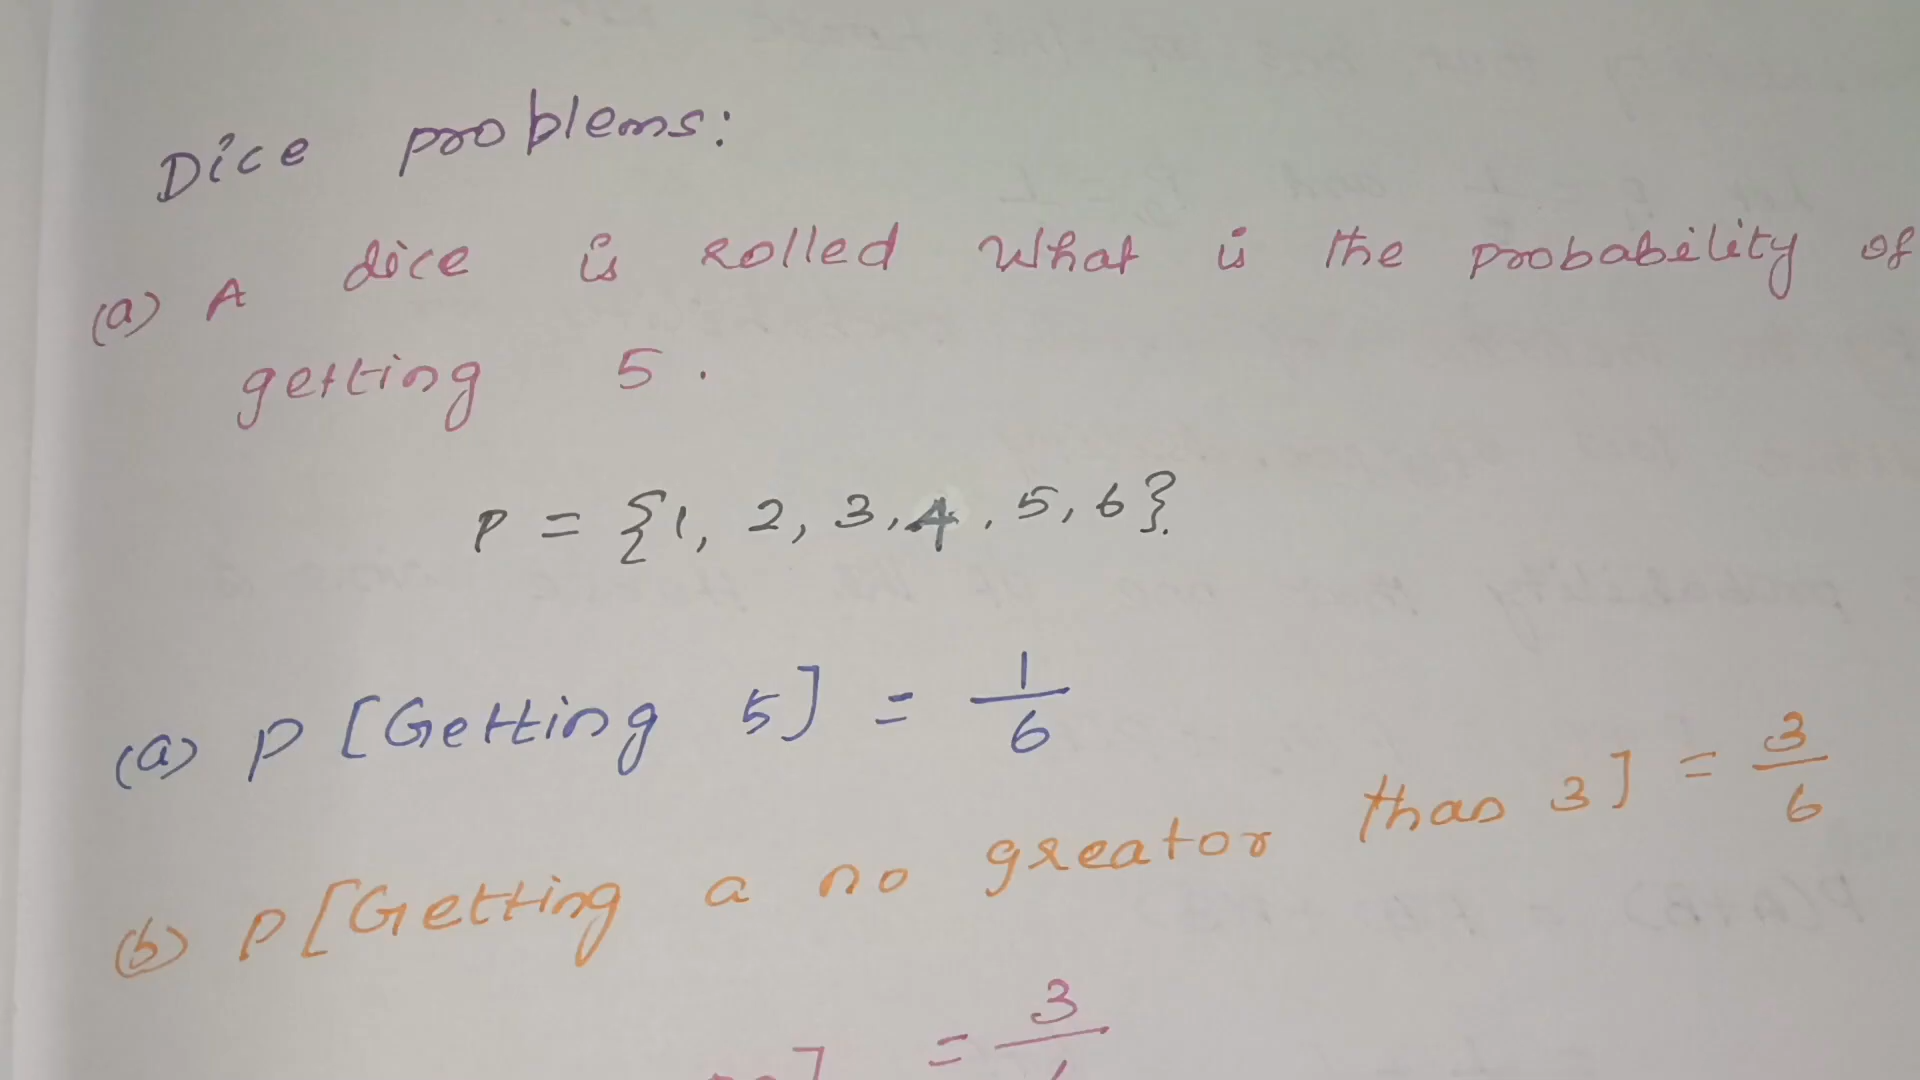 Dice problems:
(a) A dice is rolled what is the probability of
getting 5.
P = {1, 2, 3, 4, 5, 6}.
(a) P [Getting 5] = 1/6
(b) P [Getting a no greator than 3] = 3/6
] = 3/